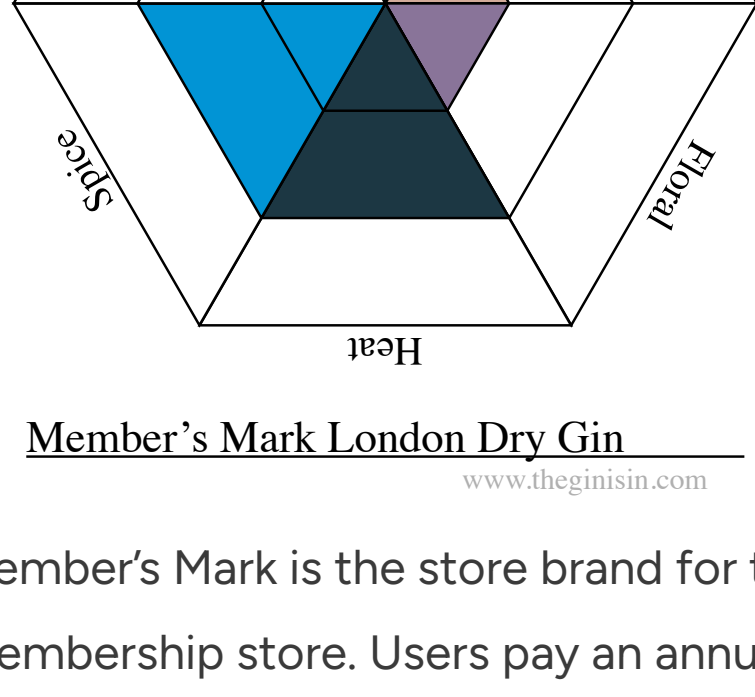 Spice
Floral
Heat
Member’s Mark London Dry Gin
www.theginisin.com
ember’s Mark is the store brand for t
embership store. Users pay an annu